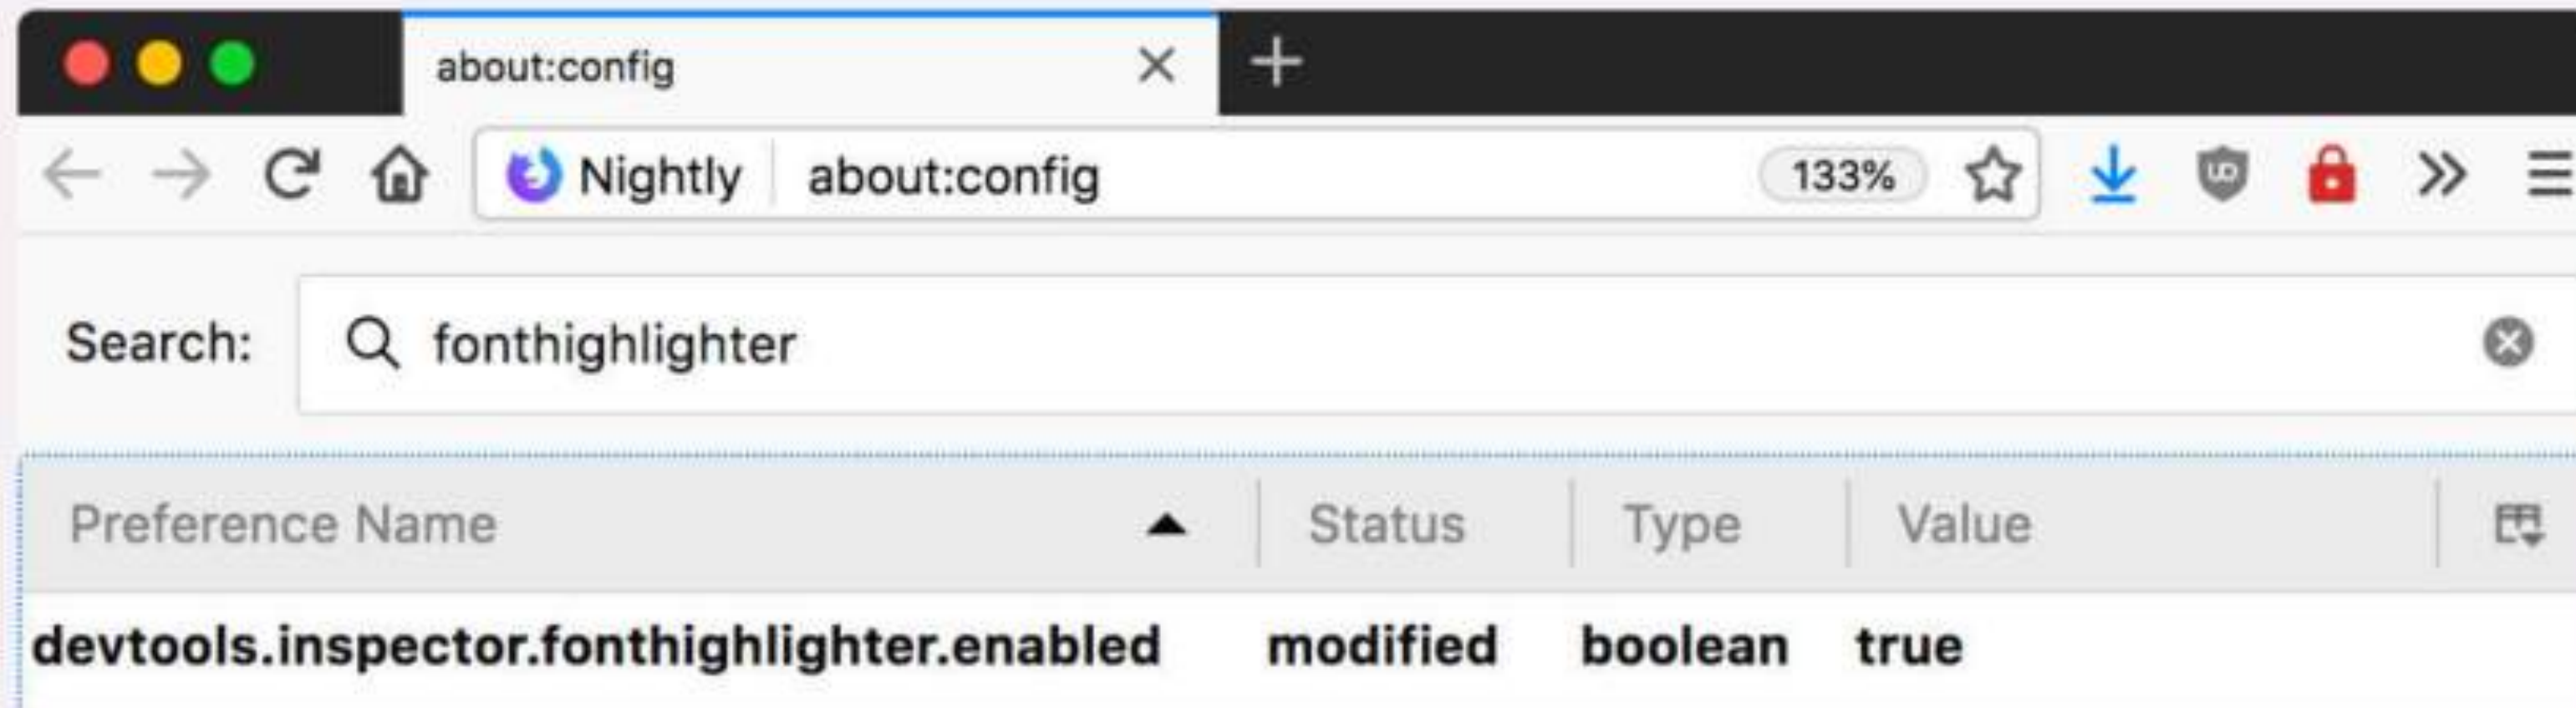 about:config
Nightly about:config 133%
Search: fonthighlighter
Preference Name Status Type Value
devtools.inspector.fonthighlighter.enabled modified boolean true